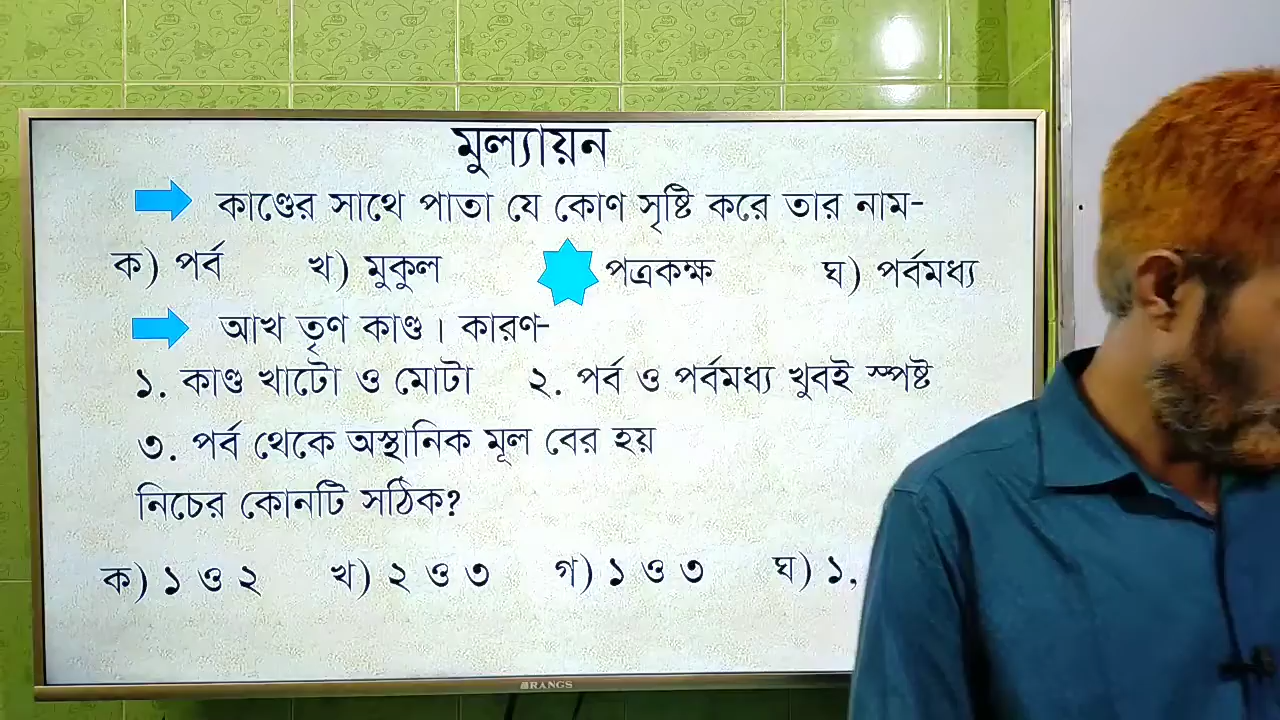 মুল্যায়ন
কাণ্ডের সাথে পাতা যে কোণ সৃষ্টি করে তার নাম-
ক) পর্ব খ) মুকুল পত্রকক্ষ ঘ) পর্বমধ্য
আখ তৃণ কাণ্ড। কারণ-
১. কাণ্ড খাটো ও মোটা ২. পর্ব ও পর্বমধ্য খুবই স্পষ্ট
৩. পর্ব থেকে অস্থানিক মূল বের হয়
নিচের কোনটি সঠিক?
ক) ১ ও ২ খ) ২ ও ৩ গ) ১ ও ৩ ঘ) ১,
RANGS